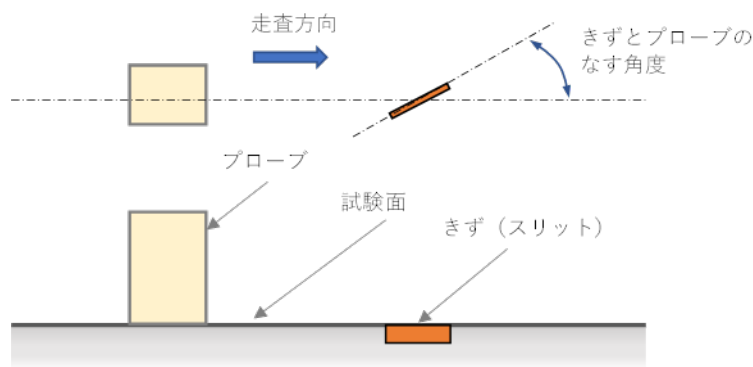 走査方向
きずとプローブの
なす角度
プローブ
試験面
きず（スリット）